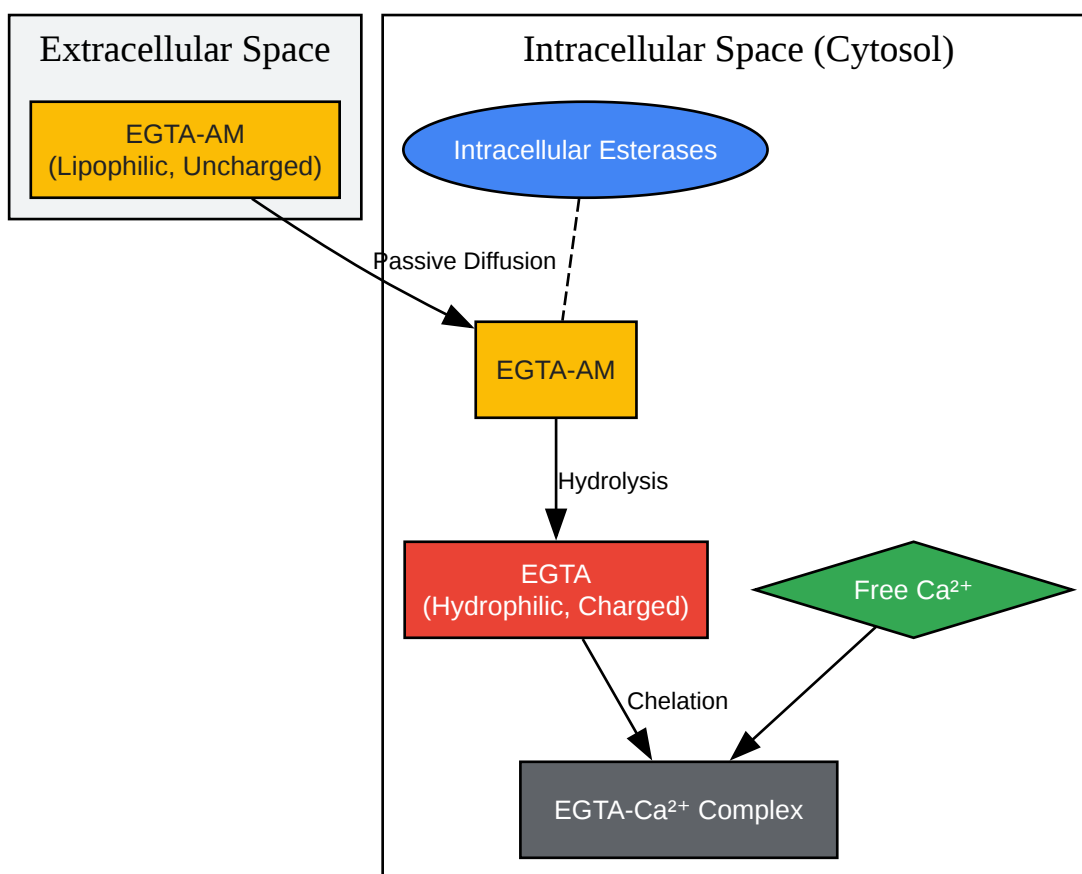 Extracellular Space
Intracellular Space (Cytosol)
EGTA-AM
(Lipophilic, Uncharged)
Intracellular Esterases
Passive Diffusion
EGTA-AM
Hydrolysis
EGTA
(Hydrophilic, Charged)
Free Ca²⁺
Chelation
EGTA-Ca²⁺ Complex